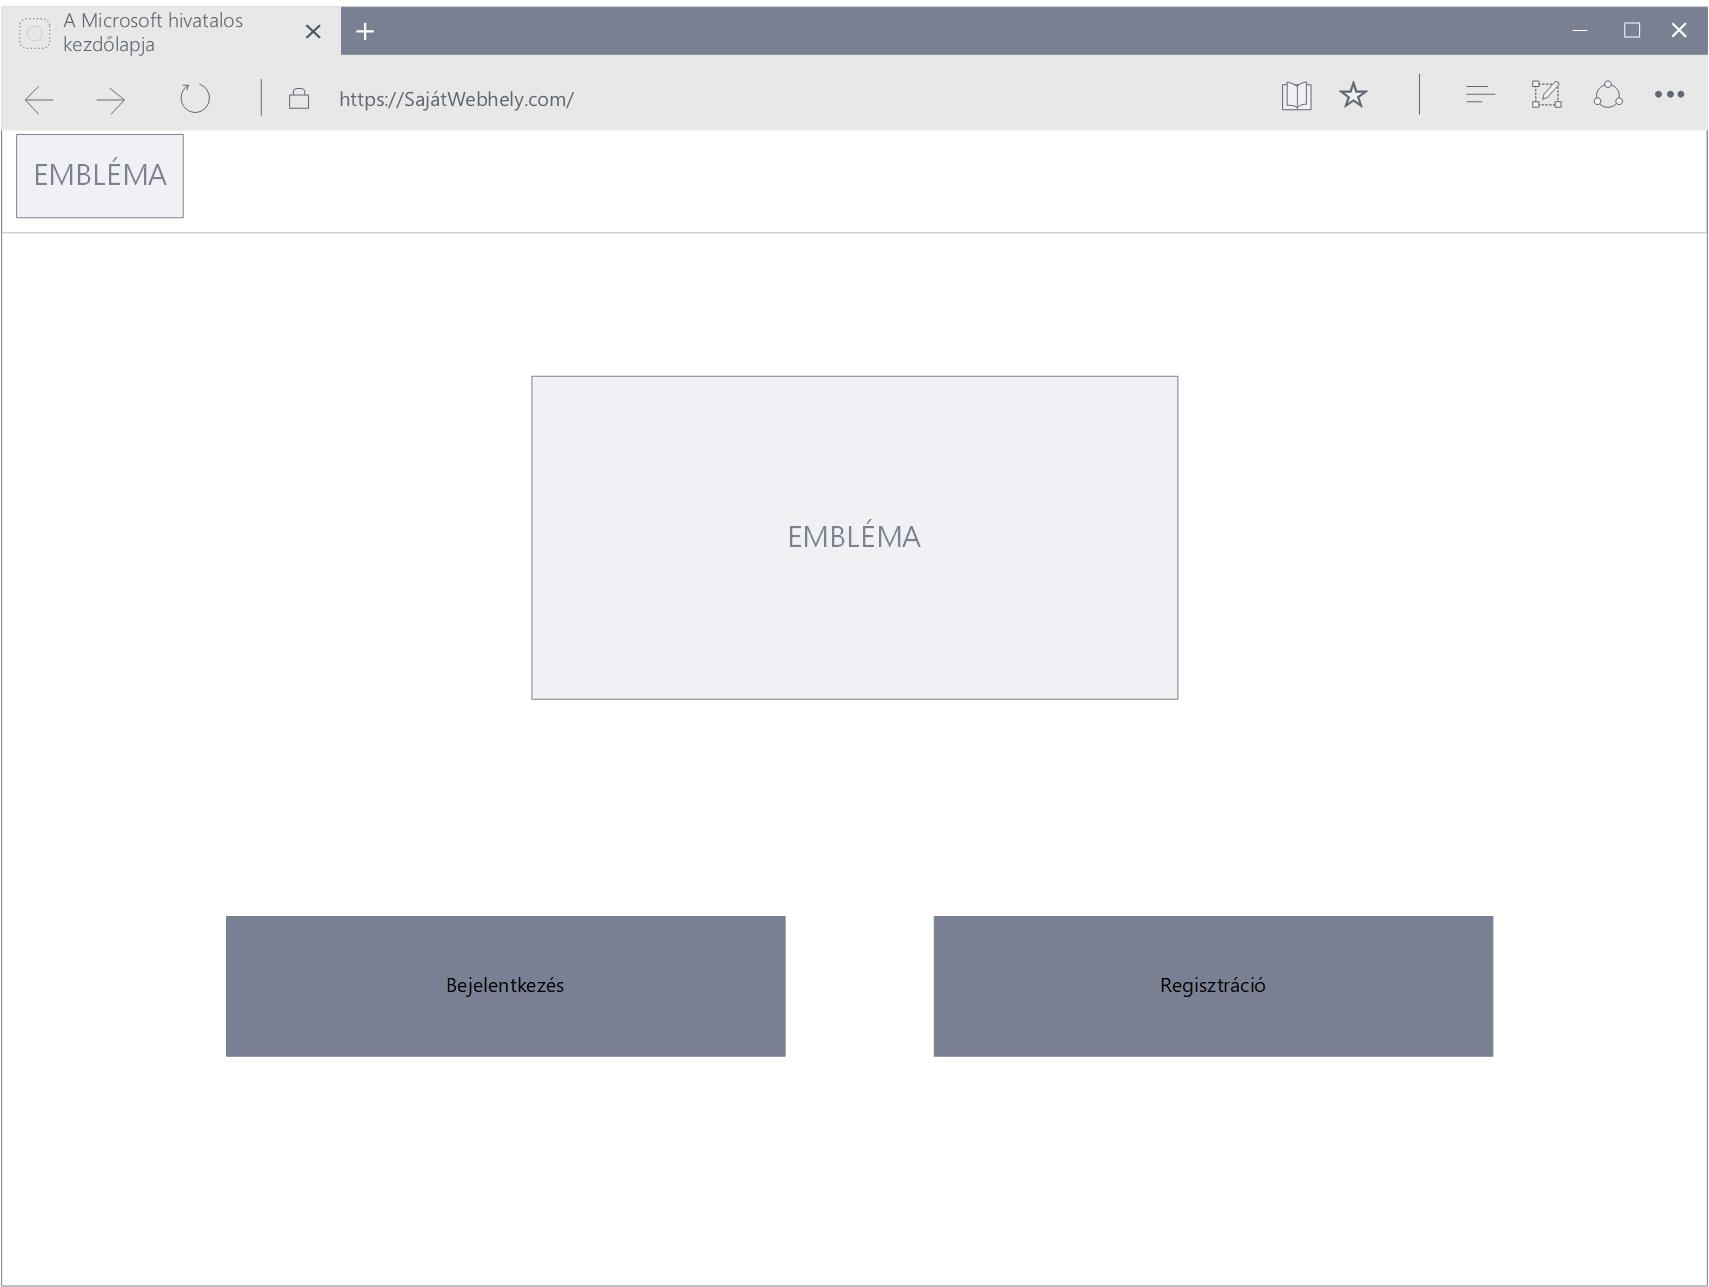 A Microsoft hivatalos
kezdőlapja
https://SajátWebhely.com/
EMBLÉMA
EMBLÉMA
Bejelentkezés
Regisztráció